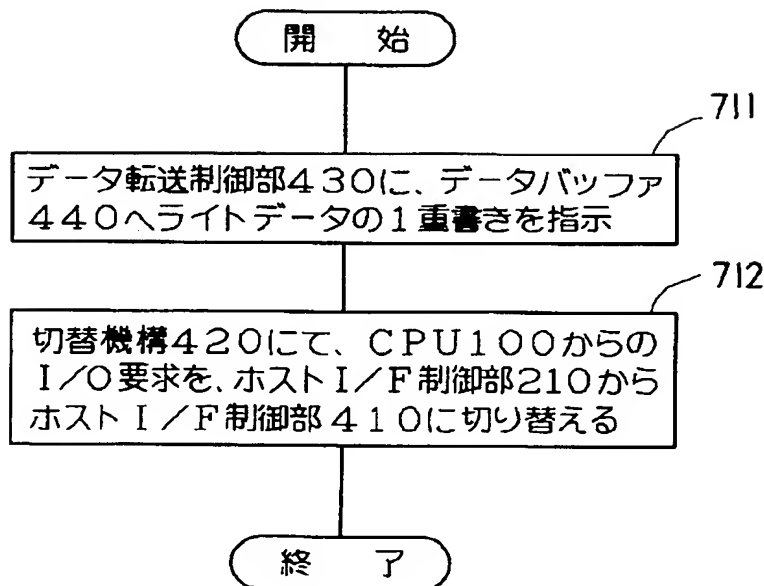 開 始
711
データ転送制御部430に、データバッファ
440へライトデータの1重書きを指示
712
切替機構420にて、CPU100からの
I/O要求を、ホストI/F制御部210から
ホストI/F制御部410に切り替える
終 了